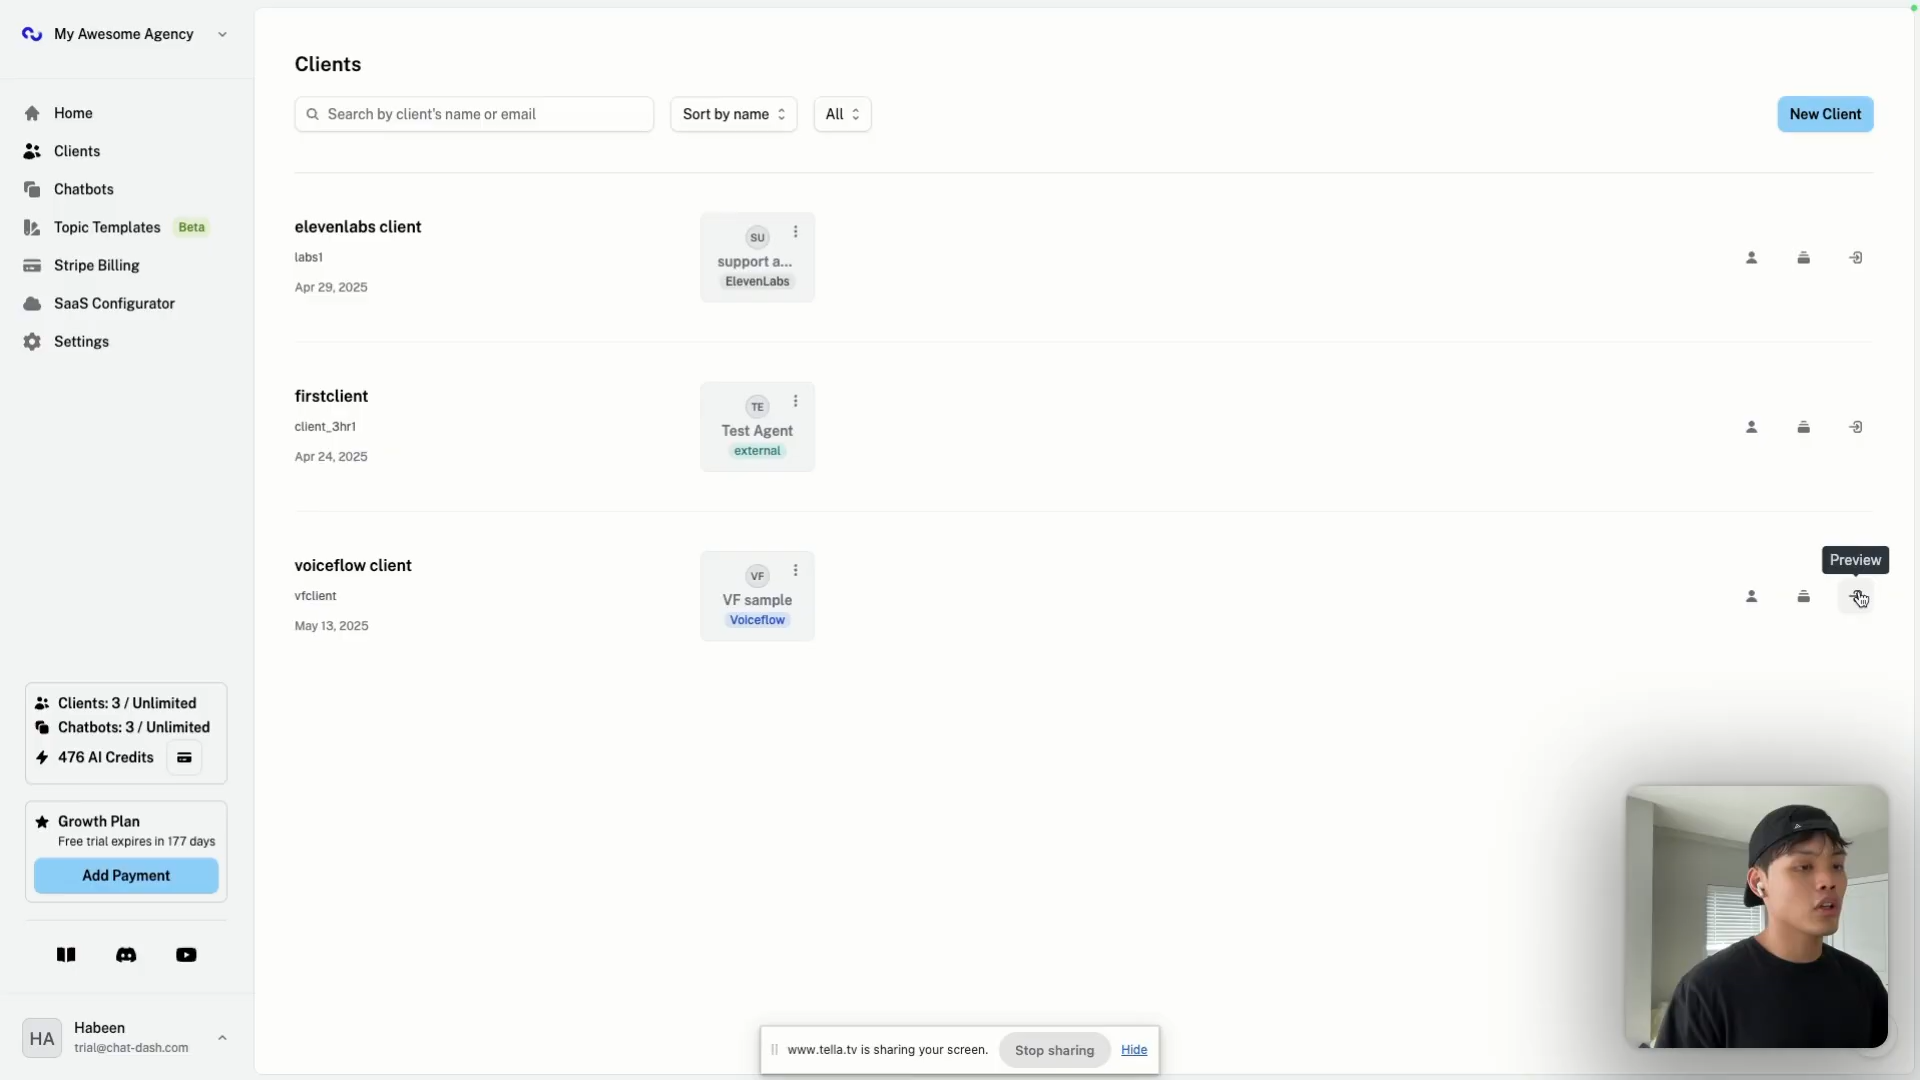 My Awesome Agency
Home
Clients
Chatbots
Topic Templates Beta
Stripe Billing
SaaS Configurator
Settings
Clients: 3 / Unlimited
Chatbots: 3 / Unlimited
476 AI Credits
Growth Plan
Free trial expires in 177 days
Add Payment
HA
Habeen
trial@chat-dash.com
Clients
Search by client's name or email
Sort by name
All
New Client
elevenlabs client
labs1
Apr 29, 2025
SU
support a...
ElevenLabs
firstclient
client_3hr1
Apr 24, 2025
TE
Test Agent
external
voiceflow client
vfclient
May 13, 2025
VF
VF sample
Voiceflow
Preview
www.tella.tv is sharing your screen.
Stop sharing
Hide